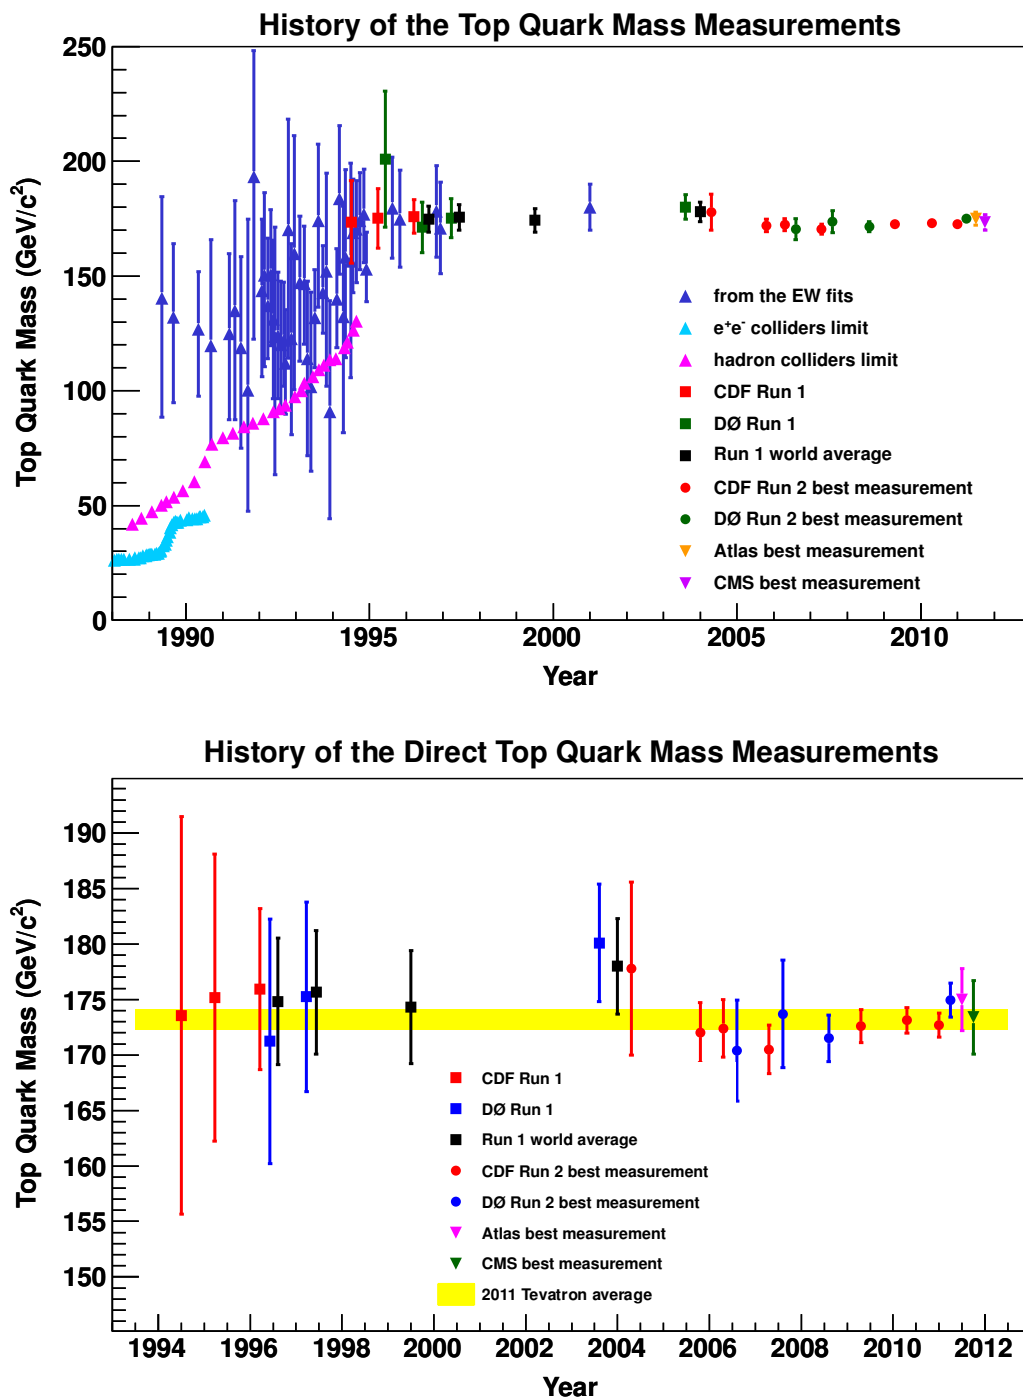 History of the Top Quark Mass Measurements
Top Quark Mass (GeV/c²)
250
200
150
100
50
0
from the EW fits
e⁺e⁻ colliders limit
hadron colliders limit
CDF Run 1
DØ Run 1
Run 1 world average
CDF Run 2 best measurement
DØ Run 2 best measurement
Atlas best measurement
CMS best measurement
1990 1995 2000 2005 2010
Year
History of the Direct Top Quark Mass Measurements
Top Quark Mass (GeV/c²)
190
185
180
175
170
165
160
155
150
CDF Run 1
DØ Run 1
Run 1 world average
CDF Run 2 best measurement
DØ Run 2 best measurement
Atlas best measurement
CMS best measurement
2011 Tevatron average
1994 1996 1998 2000 2002 2004 2006 2008 2010 2012
Year